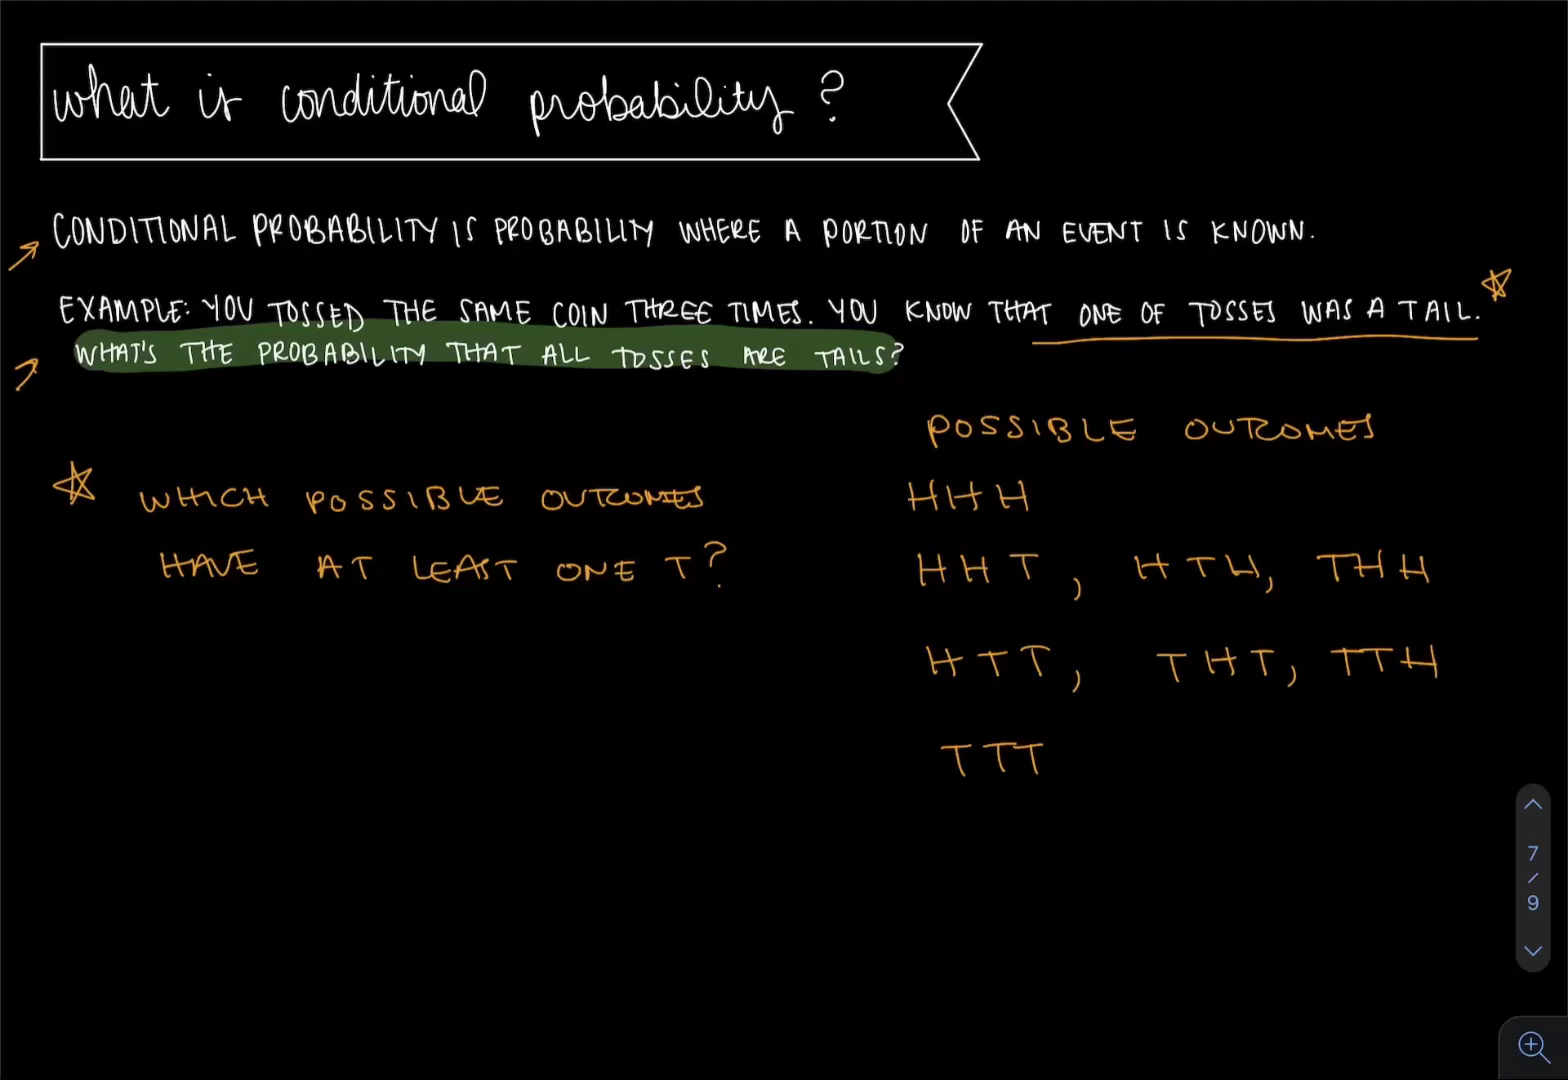 what is conditional probability?
CONDITIONAL PROBABILITY IS PROBABILITY WHERE A PORTION OF AN EVENT IS KNOWN.
EXAMPLE: YOU TOSSED THE SAME COIN THREE TIMES. YOU KNOW THAT ONE OF TOSSES WAS A TAIL.
WHAT'S THE PROBABILITY THAT ALL TOSSES ARE TAILS?
POSSIBLE OUTCOMES
WHICH POSSIBLE OUTCOMES
HAVE AT LEAST ONE T?
HHH
HHT, HTH, THH
HTT, THT, TTH
TTT
7
/
9